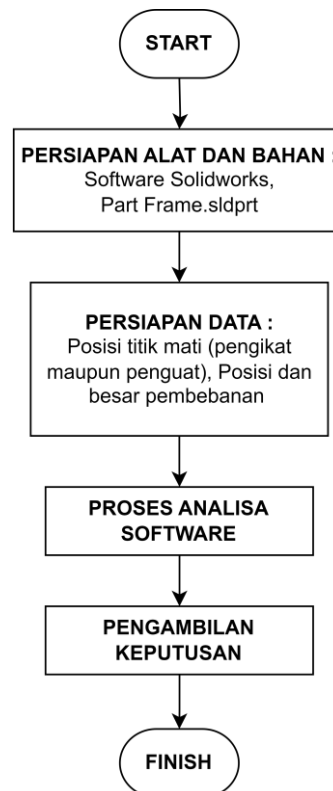 START
PERSIAPAN ALAT DAN BAHAN :
Software Solidworks,
Part Frame.sldprt
PERSIAPAN DATA :
Posisi titik mati (pengikat
maupun penguat), Posisi dan
besar pembebanan
PROSES ANALISA
SOFTWARE
PENGAMBILAN
KEPUTUSAN
FINISH